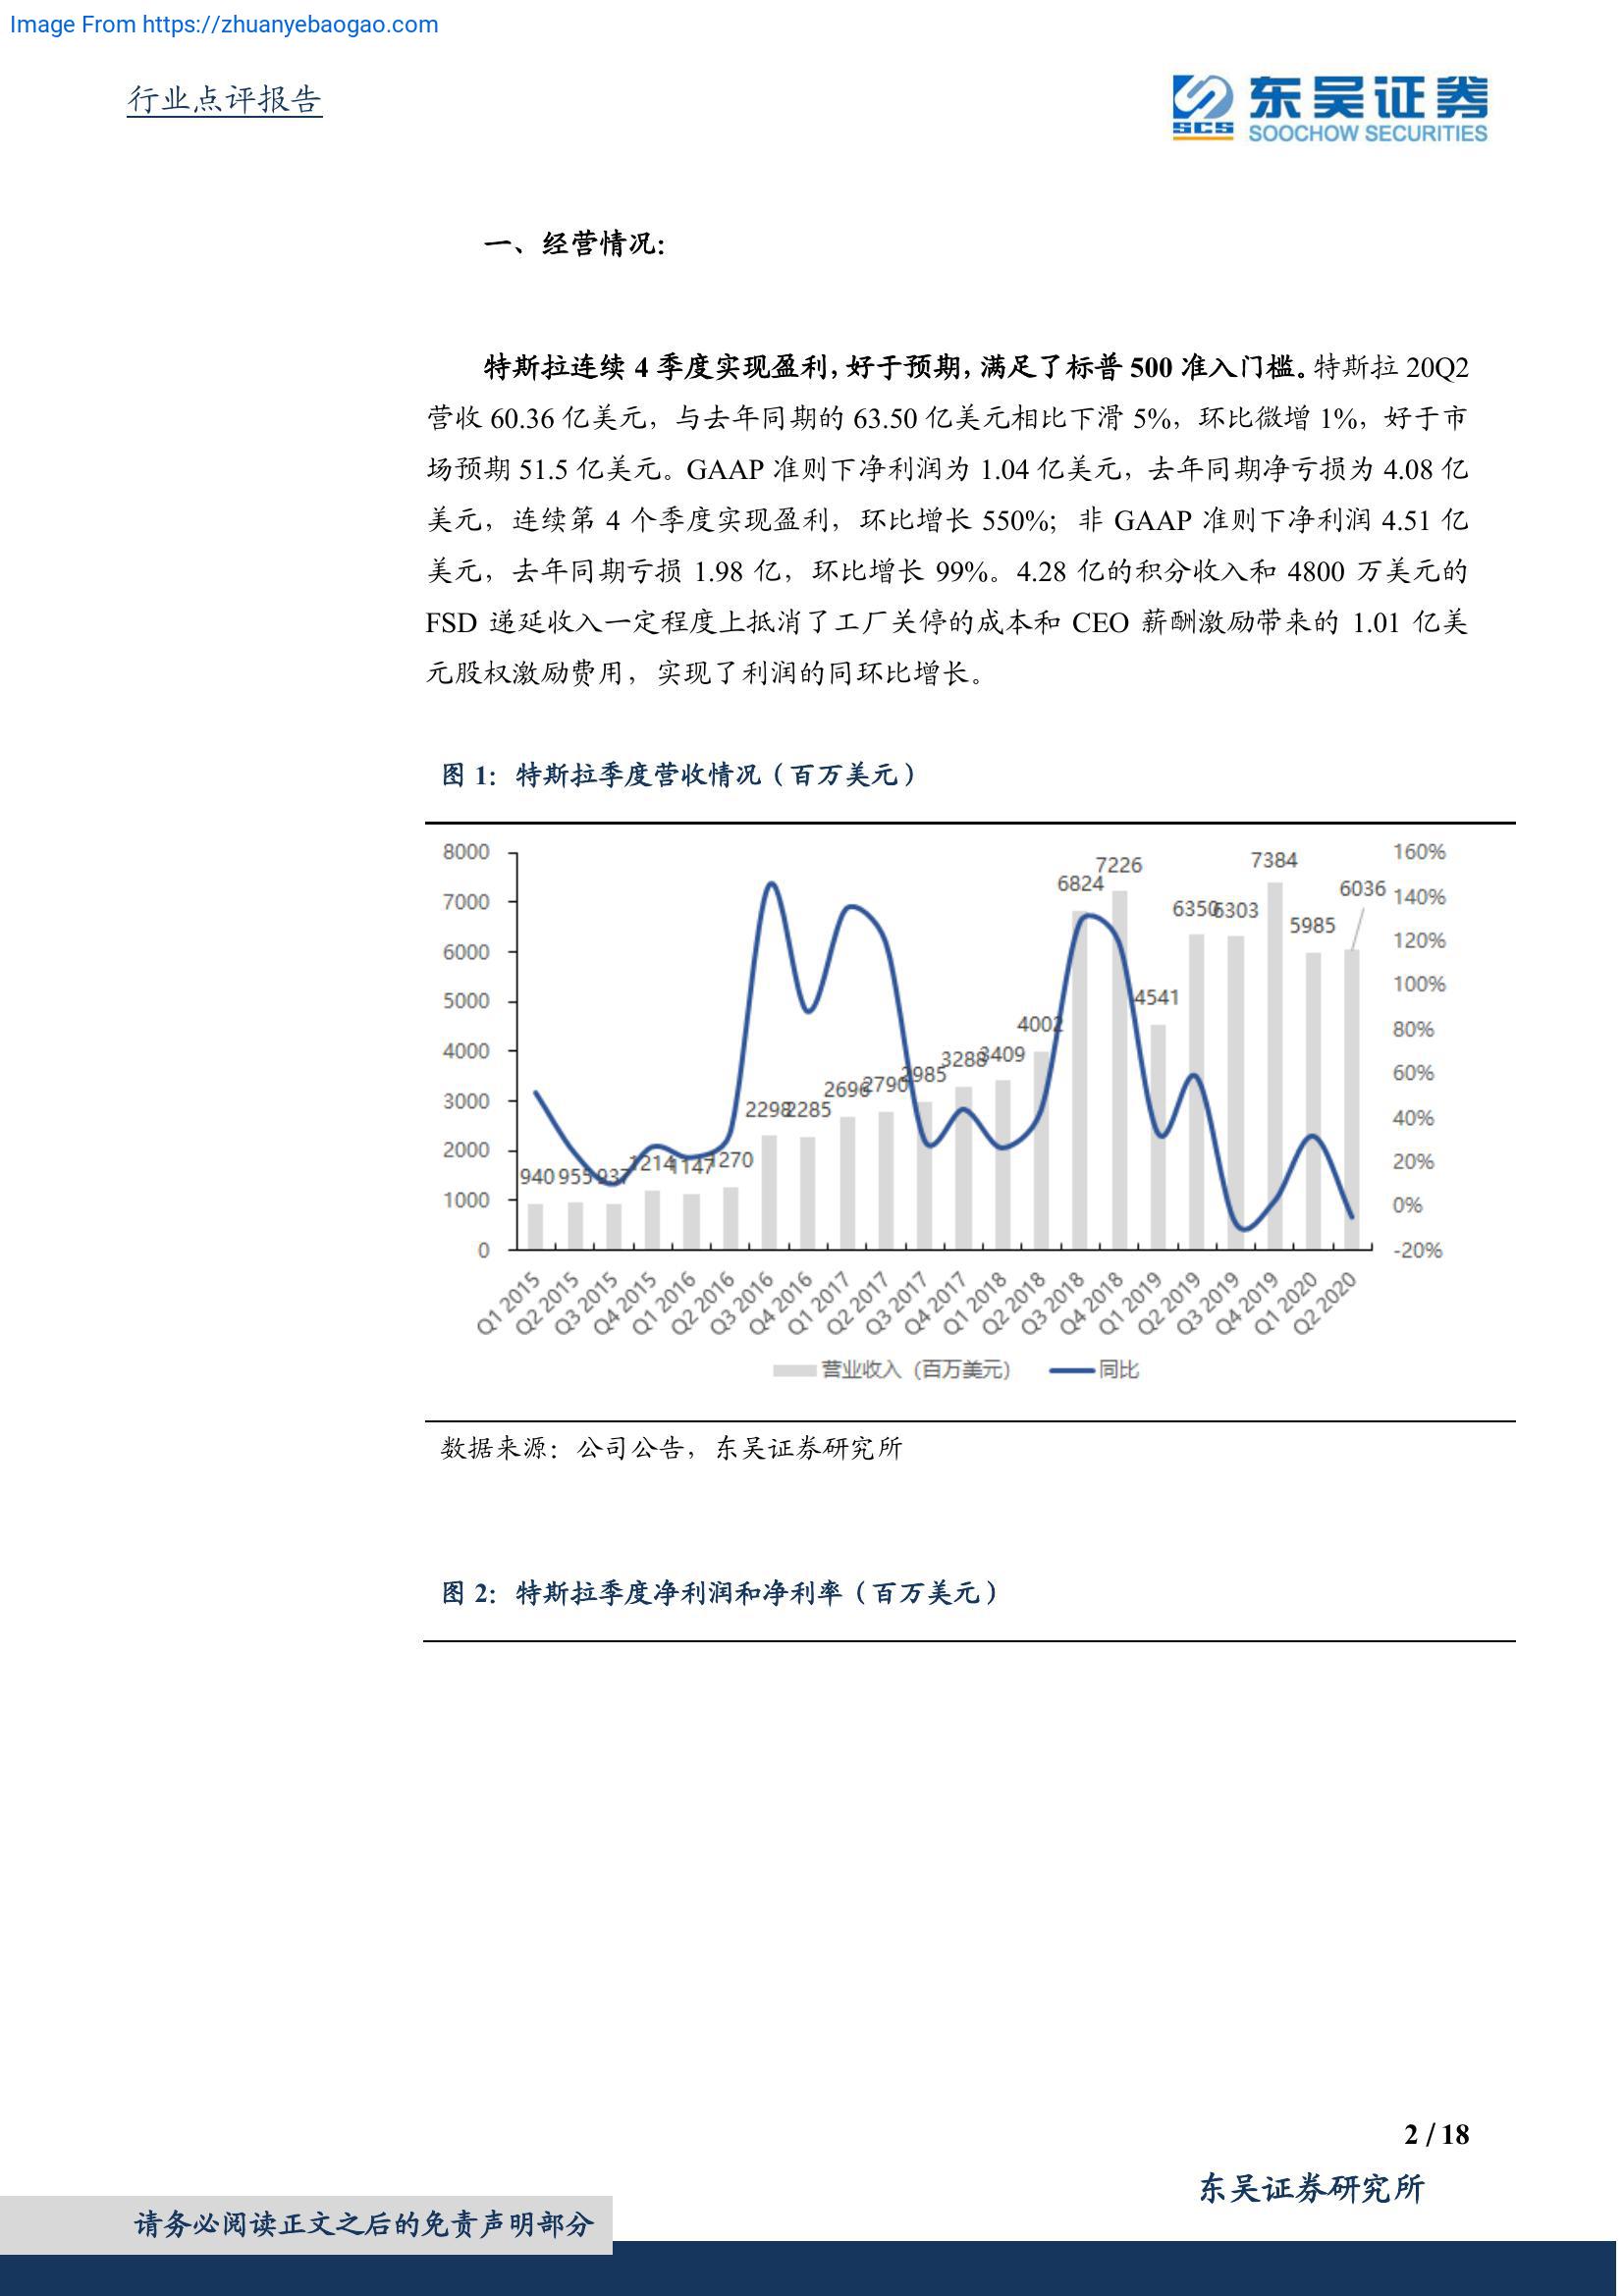 Image From https://zhuanyebaogao.com
行业点评报告
SCS
东吴证券
SOOCHOW SECURITIES
一、经营情况:
特斯拉连续 4 季度实现盈利，好于预期，满足了标普 500 准入门槛。特斯拉 20Q2
营收 60.36 亿美元，与去年同期的 63.50 亿美元相比下滑 5%，环比微增 1%，好于市
场预期 51.5 亿美元。GAAP 准则下净利润为 1.04 亿美元，去年同期净亏损为 4.08 亿
美元，连续第 4 个季度实现盈利，环比增长 550%；非 GAAP 准则下净利润 4.51 亿
美元，去年同期亏损 1.98 亿，环比增长 99%。4.28 亿的积分收入和 4800 万美元的
FSD 递延收入一定程度上抵消了工厂关停的成本和 CEO 薪酬激励带来的 1.01 亿美
元股权激励费用，实现了利润的同环比增长。
图 1：特斯拉季度营收情况（百万美元）
8000
7000
6000
5000
4000
3000
2000
1000
0
940 955 937 1214 1147 1270 2298 2285 2696 2790 2985 3288 3409 4002 6824 7226 4541 6350 6303 7384 5985 6036
160%
140%
120%
100%
80%
60%
40%
20%
0%
-20%
Q1 2015 Q2 2015 Q3 2015 Q4 2015 Q1 2016 Q2 2016 Q3 2016 Q4 2016 Q1 2017 Q2 2017 Q3 2017 Q4 2017 Q1 2018 Q2 2018 Q3 2018 Q4 2018 Q1 2019 Q2 2019 Q3 2019 Q4 2019 Q1 2020 Q2 2020
营业收入（百万美元） 同比
数据来源：公司公告，东吴证券研究所
图 2：特斯拉季度净利润和净利率（百万美元）
2 / 18
东吴证券研究所
请务必阅读正文之后的免责声明部分